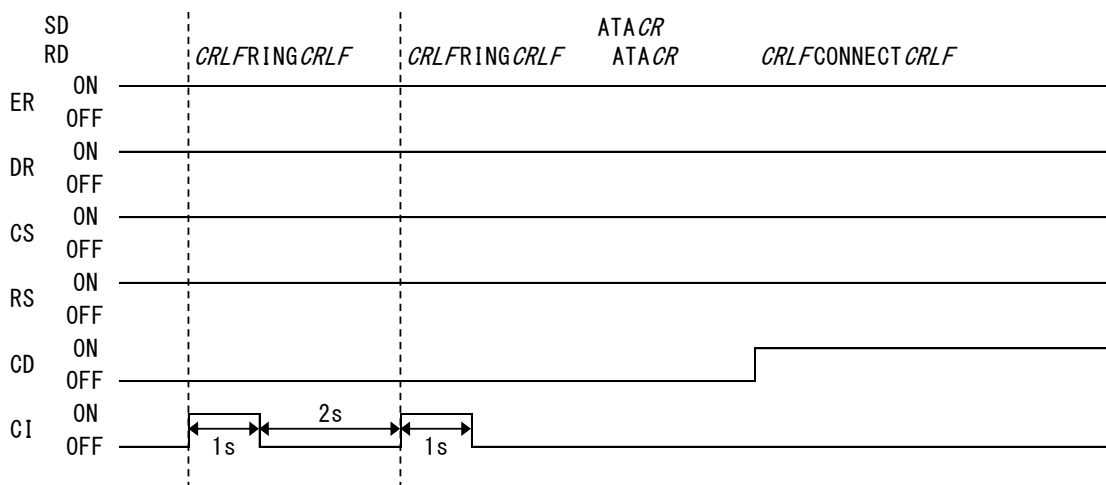 SD ATACR
RD CRLFRINGCRLF CRLFRINGCRLF ATACR CRLFCONNECTCRLF
ER ON
OFF
DR ON
OFF
CS ON
OFF
RS ON
OFF
CD ON
OFF
CI ON 2s
OFF 1s 1s